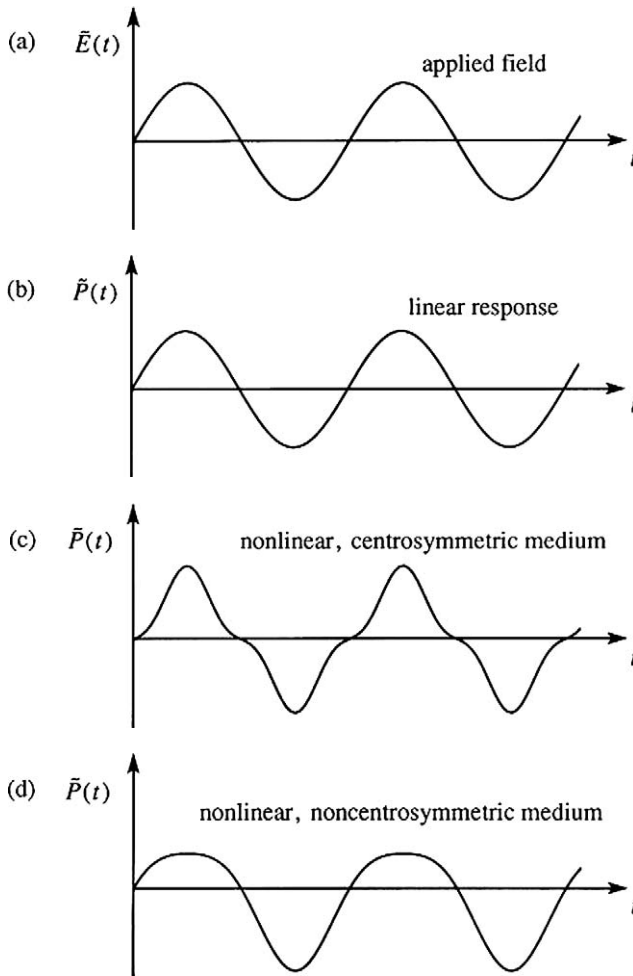 (a) Ẽ(t)
applied field
t
(b) P̃(t)
linear response
t
(c) P̃(t)
nonlinear, centrosymmetric medium
t
(d) P̃(t)
nonlinear, noncentrosymmetric medium
t